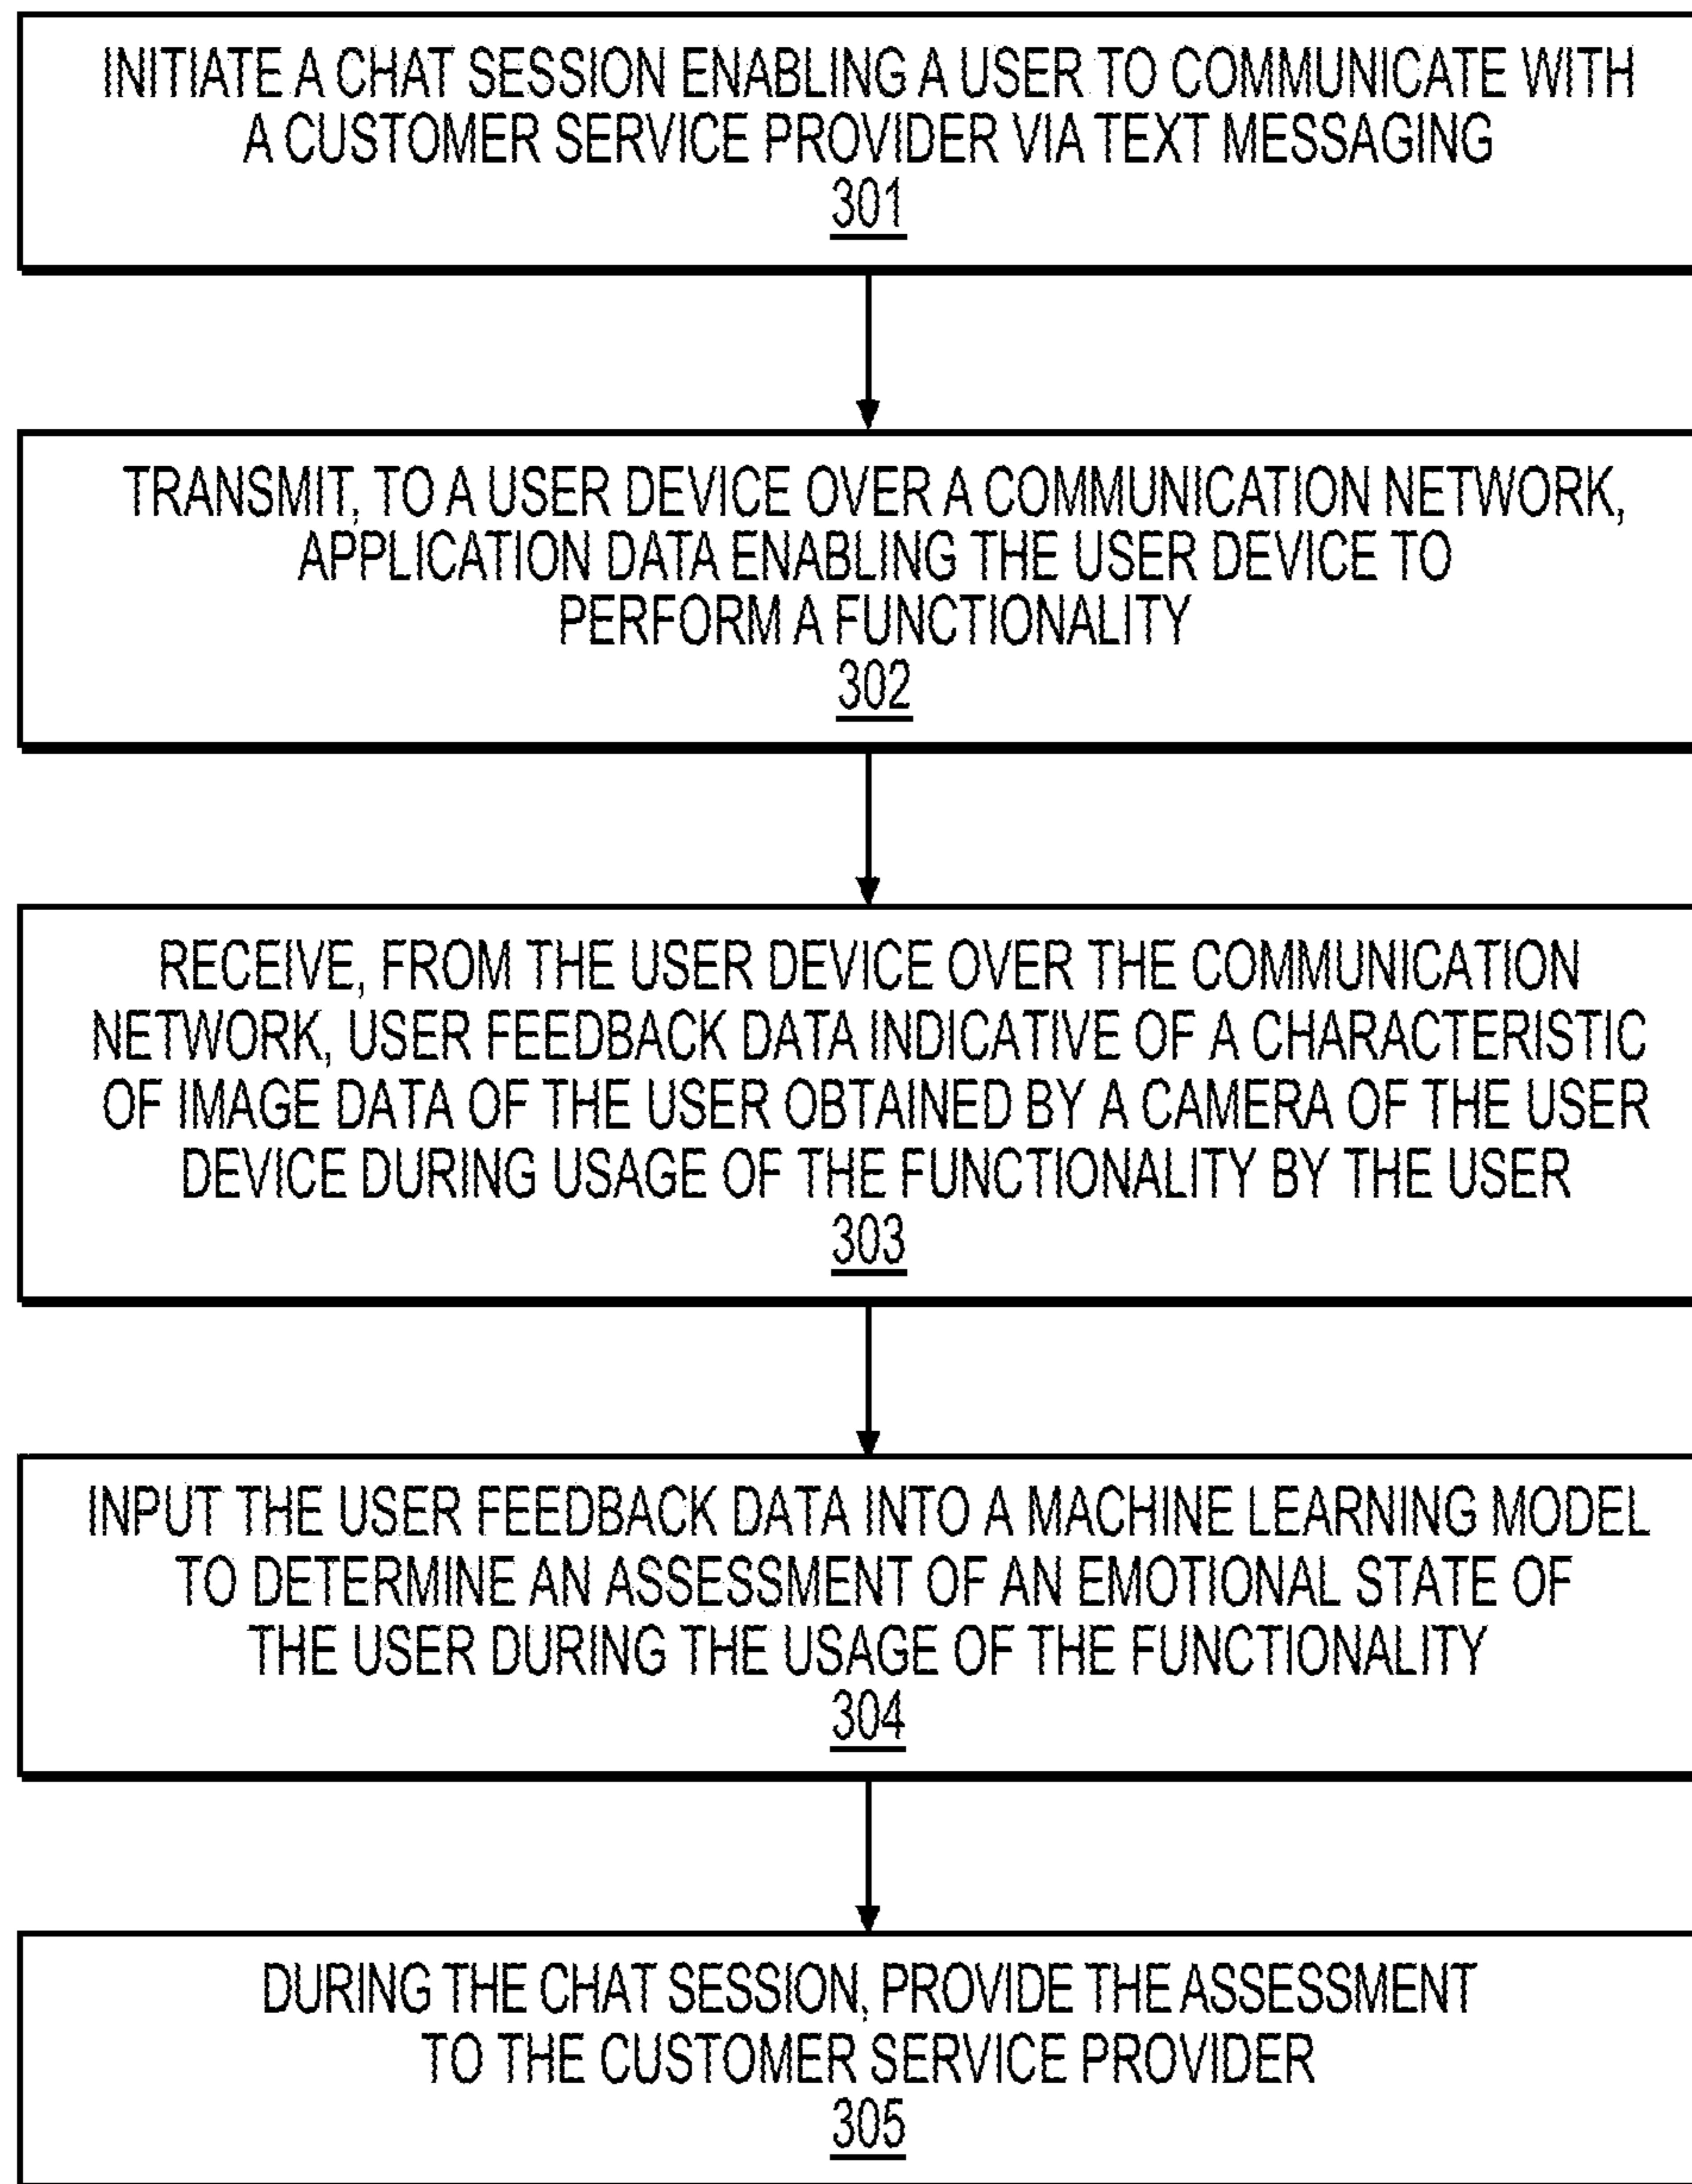 INITIATE A CHAT SESSION ENABLING A USER TO COMMUNICATE WITH
A CUSTOMER SERVICE PROVIDER VIA TEXT MESSAGING
301
TRANSMIT, TO A USER DEVICE OVER A COMMUNICATION NETWORK,
APPLICATION DATA ENABLING THE USER DEVICE TO
PERFORM A FUNCTIONALITY
302
RECEIVE, FROM THE USER DEVICE OVER THE COMMUNICATION
NETWORK, USER FEEDBACK DATA INDICATIVE OF A CHARACTERISTIC
OF IMAGE DATA OF THE USER OBTAINED BY A CAMERA OF THE USER
DEVICE DURING USAGE OF THE FUNCTIONALITY BY THE USER
303
INPUT THE USER FEEDBACK DATA INTO A MACHINE LEARNING MODEL
TO DETERMINE AN ASSESSMENT OF AN EMOTIONAL STATE OF
THE USER DURING THE USAGE OF THE FUNCTIONALITY
304
DURING THE CHAT SESSION, PROVIDE THE ASSESSMENT
TO THE CUSTOMER SERVICE PROVIDER
305